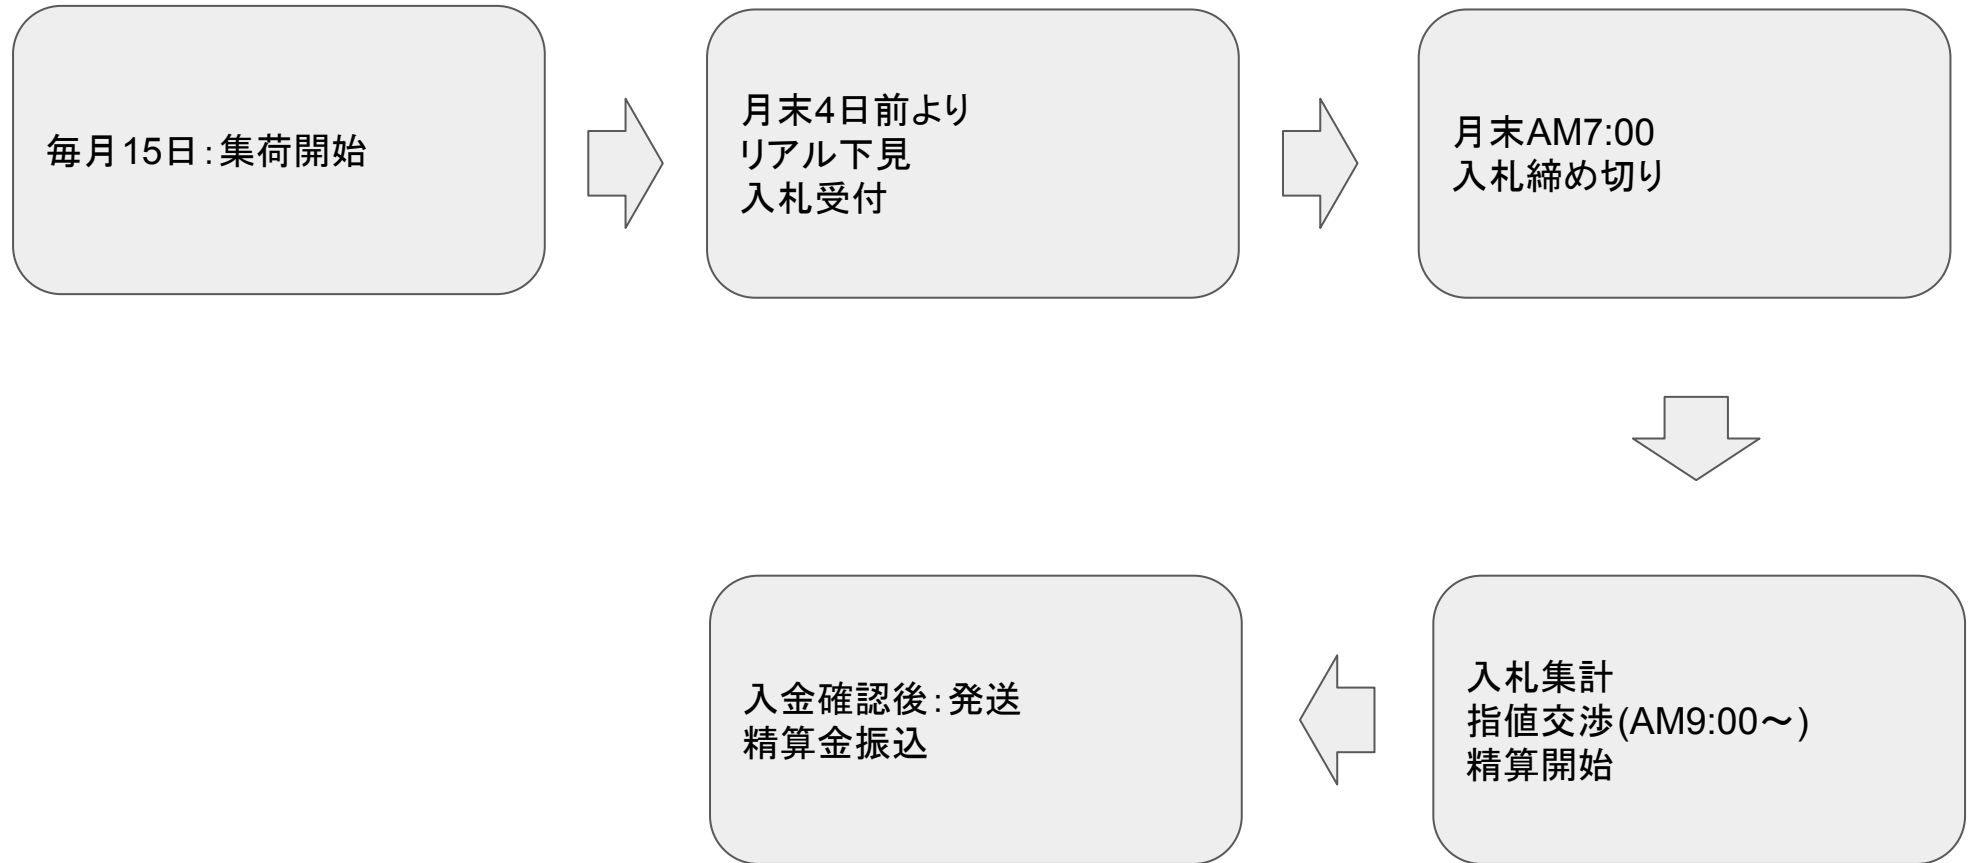 毎月15日：集荷開始
月末4日前より
リアル下見
入札受付
月末AM7:00
入札締め切り
入札集計
指値交渉(AM9:00〜)
精算開始
入金確認後：発送
精算金振込